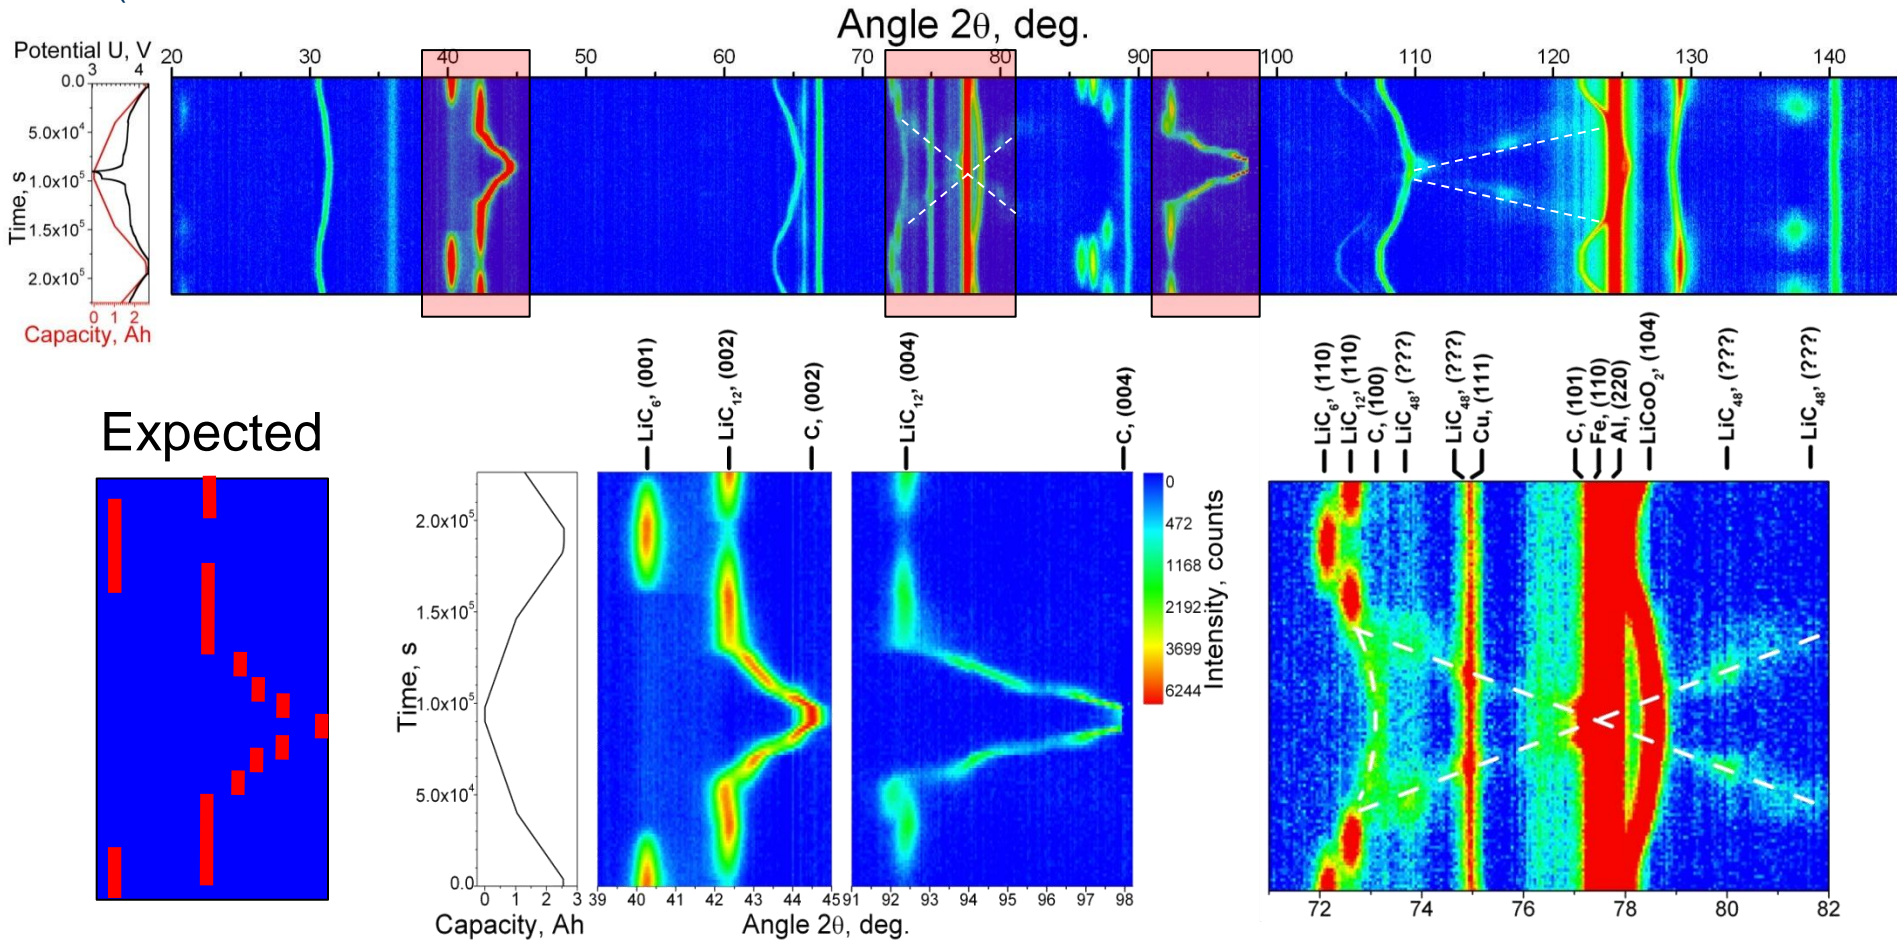 Angle 2θ, deg.
Potential U, V
3 4
20 30 40 50 60 70 80 90 100 110 120 130 140
0.0
5.0x10⁴
1.0x10⁵
1.5x10⁵
2.0x10⁵
Time, s
0 1 2
Capacity, Ah
Expected
LiC₆, (001)
LiC₁₂, (002)
C, (002)
LiC₁₂, (004)
C, (004)
2.0x10⁵
1.5x10⁵
1.0x10⁵
5.0x10⁴
0.0
Time, s
0 1 2 3
Capacity, Ah
39 40 41 42 43 44 45
91 92 93 94 95 96 97 98
Angle 2θ, deg.
0
472
1168
2192
3699
6244
Intensity, counts
LiC₆, (110)
LiC₁₂, (110)
C, (100)
LiC₄₈, (???)
LiC₄₈, (???)
Cu, (111)
C, (101)
Fe, (110)
Al, (220)
LiCoO₂, (104)
LiC₄₈, (???)
LiC₄₈, (???)
72 74 76 78 80 82